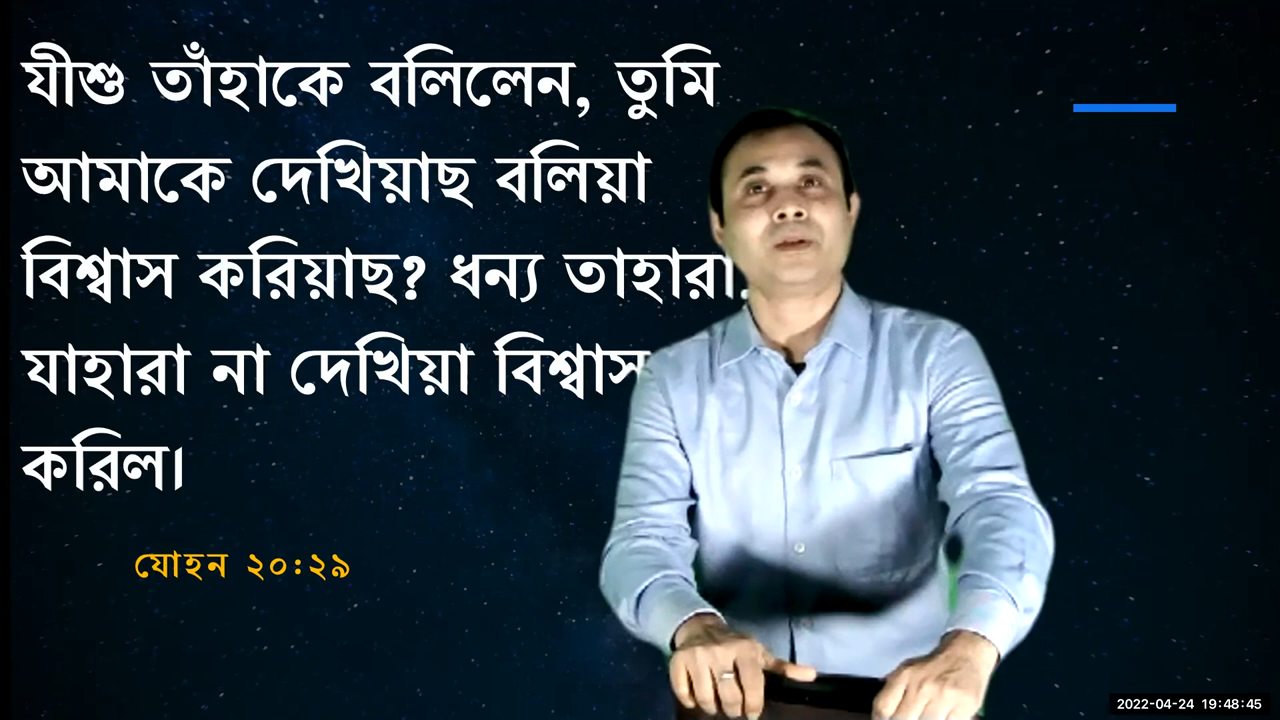 যীশু তাঁহাকে বলিলেন, তুমি
আমাকে দেখিয়াছ বলিয়া
বিশ্বাস করিয়াছ? ধন্য তাহারা,
যাহারা না দেখিয়া বিশ্বাস
করিল।
যোহন ২০:২৯
2022-04-24 19:48:45